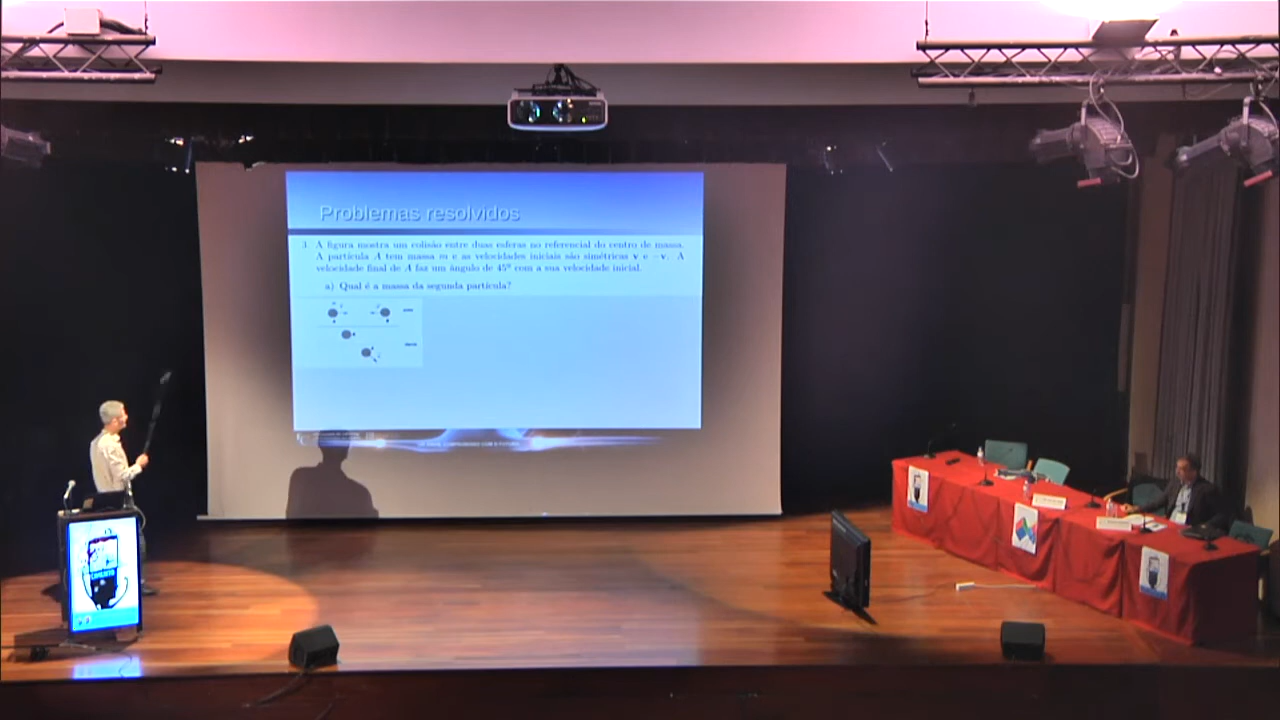 Problemas resolvidos
3. A figura mostra um colisão entre duas esferas no referencial do centro de massa.
A partícula A tem massa m e as velocidades iniciais são simétricas v e −v. A
velocidade final de A faz um ângulo de 45º com a sua velocidade inicial.
a) Qual é a massa da segunda partícula?